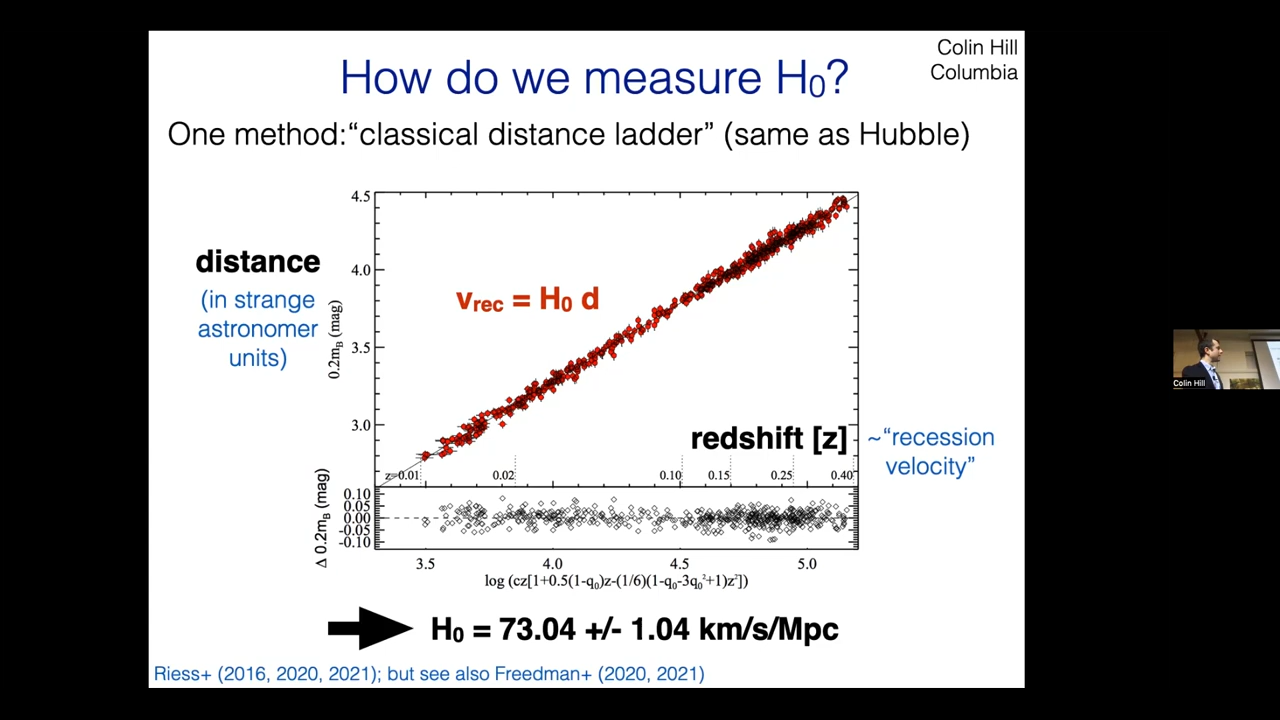 Colin Hill
Columbia
How do we measure H₀?
One method:“classical distance ladder” (same as Hubble)
distance
(in strange
astronomer
units)
0.2mB (mag)
4.5
4.0
3.5
3.0
vrec = H₀ d
redshift [z]
~“recession
velocity”
z=0.01 0.02 0.10 0.15 0.25 0.40
Δ 0.2mB (mag)
0.10
0.05
0.00
-0.05
-0.10
3.5 4.0 4.5 5.0
log (cz[1+0.5(1-q₀)z-(1/6)(1-q₀-3q₀²+1)z²])
H₀ = 73.04 +/- 1.04 km/s/Mpc
Riess+ (2016, 2020, 2021); but see also Freedman+ (2020, 2021)
Colin Hill